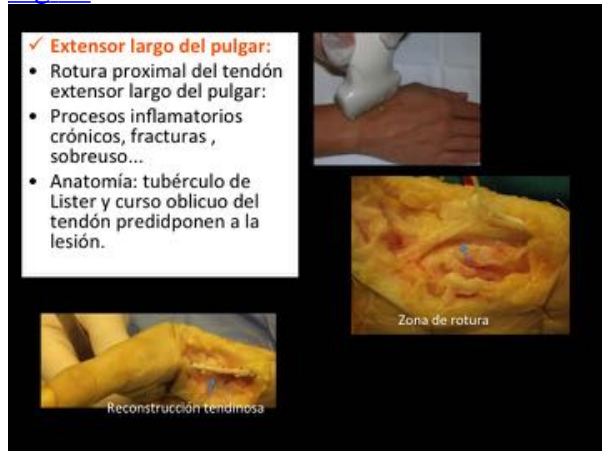 ✓ Extensor largo del pulgar:
• Rotura proximal del tendón
extensor largo del pulgar:
• Procesos inflamatorios
crónicos, fracturas ,
sobreuso...
• Anatomía: tubérculo de
Lister y curso oblicuo del
tendón predidponen a la
lesión.
Zona de rotura
Reconstrucción tendinosa